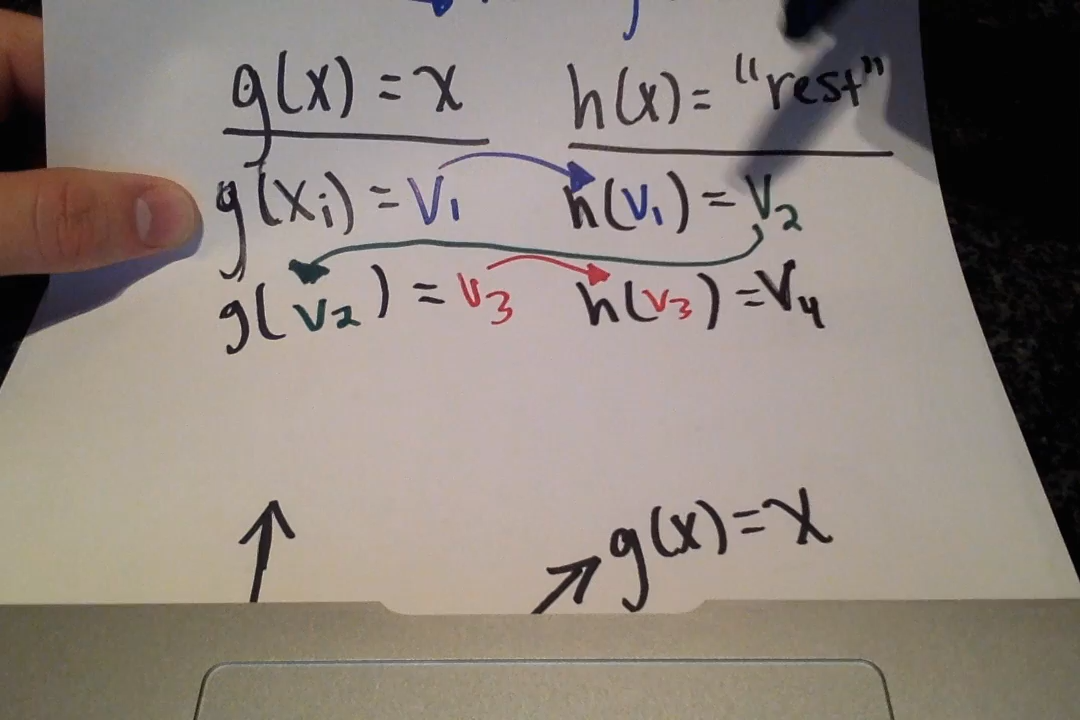 g(x) = x h(x) = "rest"
g(xi) = V1 h(V1) = V2
g(V2) = V3 h(V3) = V4
g(x) = x